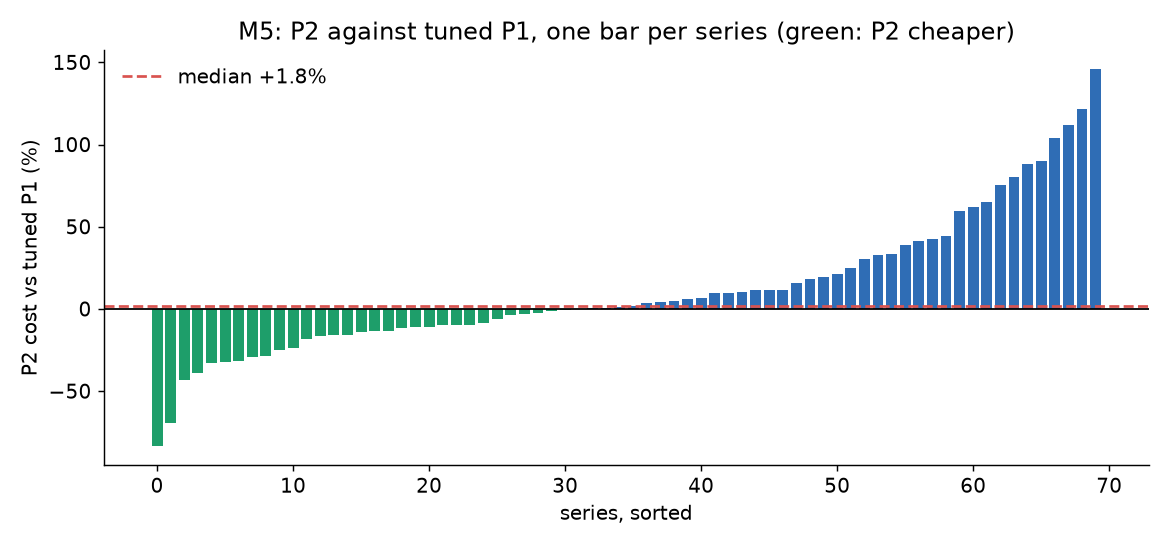 M5: P2 against tuned P1, one bar per series (green: P2 cheaper)
median +1.8%
P2 cost vs tuned P1 (%)
150
100
50
0
−50
0 10 20 30 40 50 60 70
series, sorted